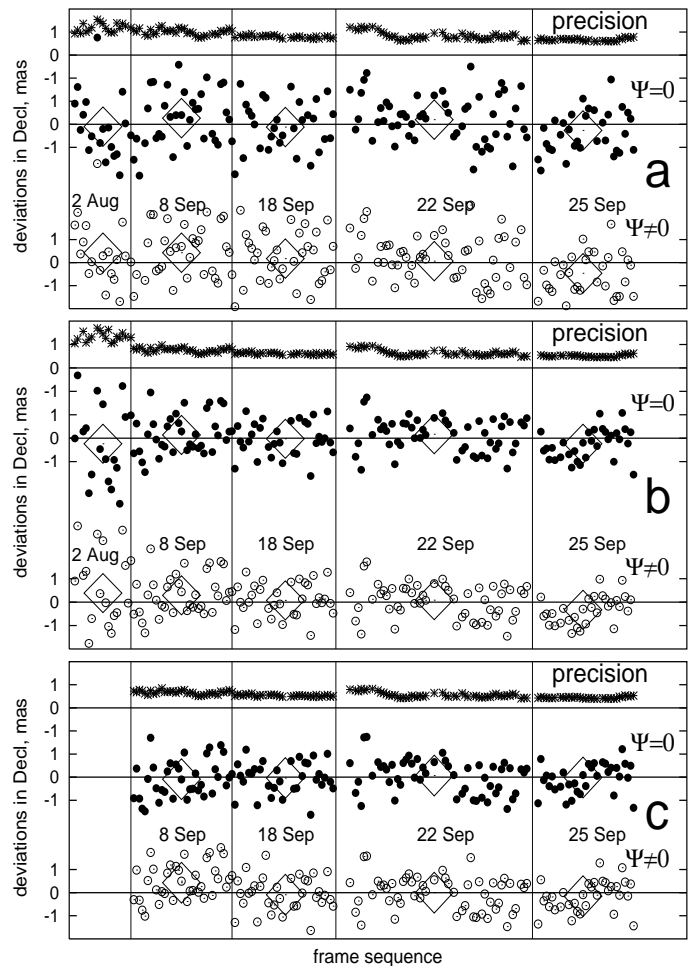 precision
1
0
-1
1
Ψ=0
0
-1
a
2 Aug
8 Sep
18 Sep
22 Sep
25 Sep
Ψ≠0
1
0
-1
deviations in Decl, mas
precision
1
0
-1
1
Ψ=0
0
-1
b
2 Aug
8 Sep
18 Sep
22 Sep
25 Sep
Ψ≠0
1
0
-1
deviations in Decl, mas
precision
1
0
-1
1
Ψ=0
0
-1
c
8 Sep
18 Sep
22 Sep
25 Sep
Ψ≠0
1
0
-1
deviations in Decl, mas
frame sequence